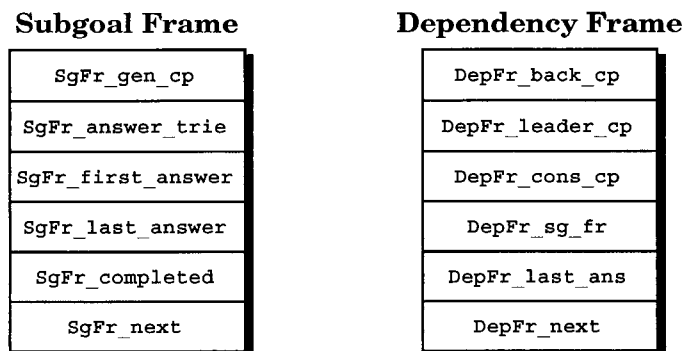 Subgoal Frame
SgFr_gen_cp
SgFr_answer_trie
SgFr_first_answer
SgFr_last_answer
SgFr_completed
SgFr_next
Dependency Frame
DepFr_back_cp
DepFr_leader_cp
DepFr_cons_cp
DepFr_sg_fr
DepFr_last_ans
DepFr_next